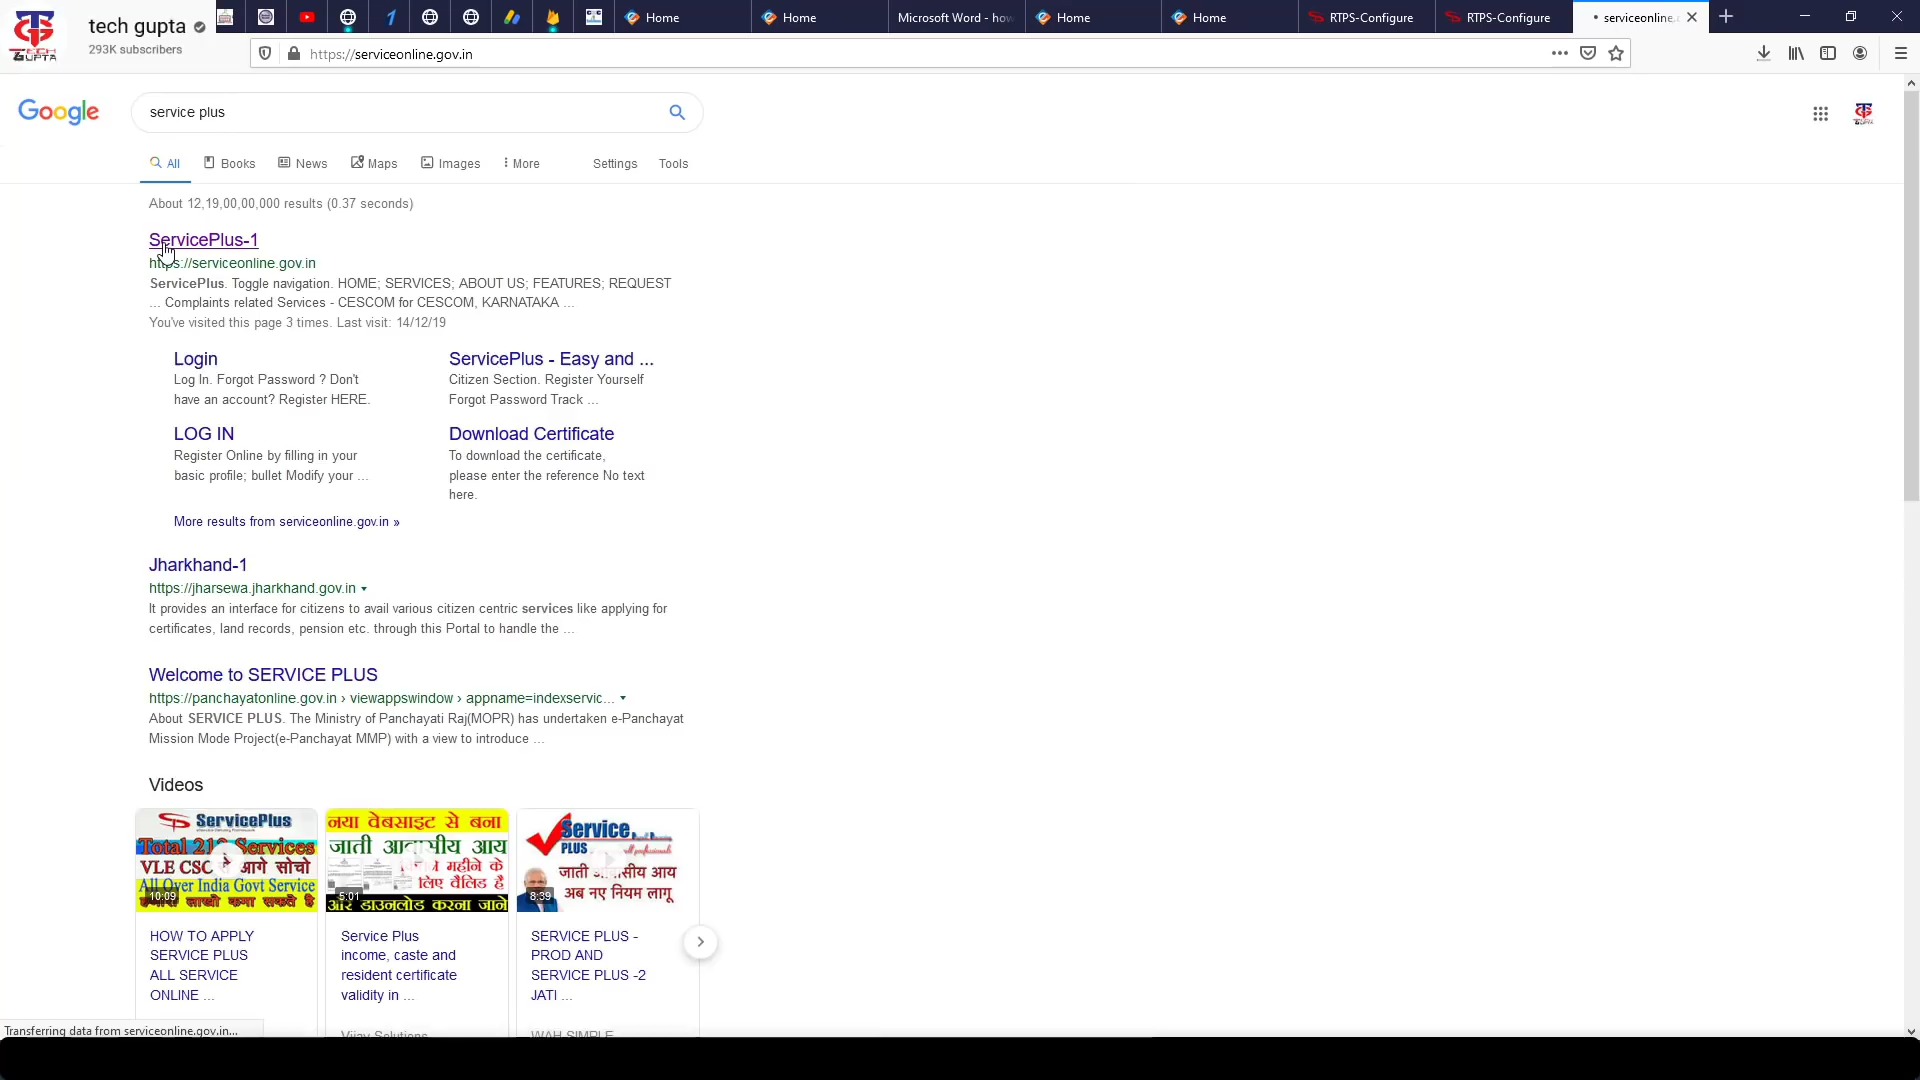 tech gupta
293K subscribers
Home
Home
Microsoft Word - how
Home
Home
RTPS-Configure
RTPS-Configure
serviceonline.
https://serviceonline.gov.in
Google
service plus
All
Books
News
Maps
Images
More
Settings
Tools
About 12,19,00,00,000 results (0.37 seconds)
ServicePlus-1
https://serviceonline.gov.in
ServicePlus. Toggle navigation. HOME; SERVICES; ABOUT US; FEATURES; REQUEST
... Complaints related Services - CESCOM for CESCOM, KARNATAKA ...
You've visited this page 3 times. Last visit: 14/12/19
Login
Log In. Forgot Password ? Don't
have an account? Register HERE.
ServicePlus - Easy and ...
Citizen Section. Register Yourself
Forgot Password Track ...
LOG IN
Register Online by filling in your
basic profile; bullet Modify your ...
Download Certificate
To download the certificate,
please enter the reference No text
here.
More results from serviceonline.gov.in »
Jharkhand-1
https://jharsewa.jharkhand.gov.in
It provides an interface for citizens to avail various citizen centric services like applying for
certificates, land records, pension etc. through this Portal to handle the ...
Welcome to SERVICE PLUS
https://panchayatonline.gov.in › viewappswindow › appname=indexservic...
About SERVICE PLUS. The Ministry of Panchayati Raj(MOPR) has undertaken e-Panchayat
Mission Mode Project(e-Panchayat MMP) with a view to introduce ...
Videos
ServicePlus
Total 21 Services
VLE CSC से आगे सोचो
All Over India Govt Service
लाखो कमा सकते है
10:09
नया वेबसाइट से बना
जाती आवासीय आय
महीने के
लिए वैलिड है
और डाउनलोड करना जाने
5:01
Service
PLUS
जाती आवासीय आय
अब नए नियम लागू
8:39
HOW TO APPLY
SERVICE PLUS
ALL SERVICE
ONLINE ...
Service Plus
income, caste and
resident certificate
validity in ...
Vijay Solutions
SERVICE PLUS -
PROD AND
SERVICE PLUS -2
JATI ...
WAH SIMPLE
Transferring data from serviceonline.gov.in...